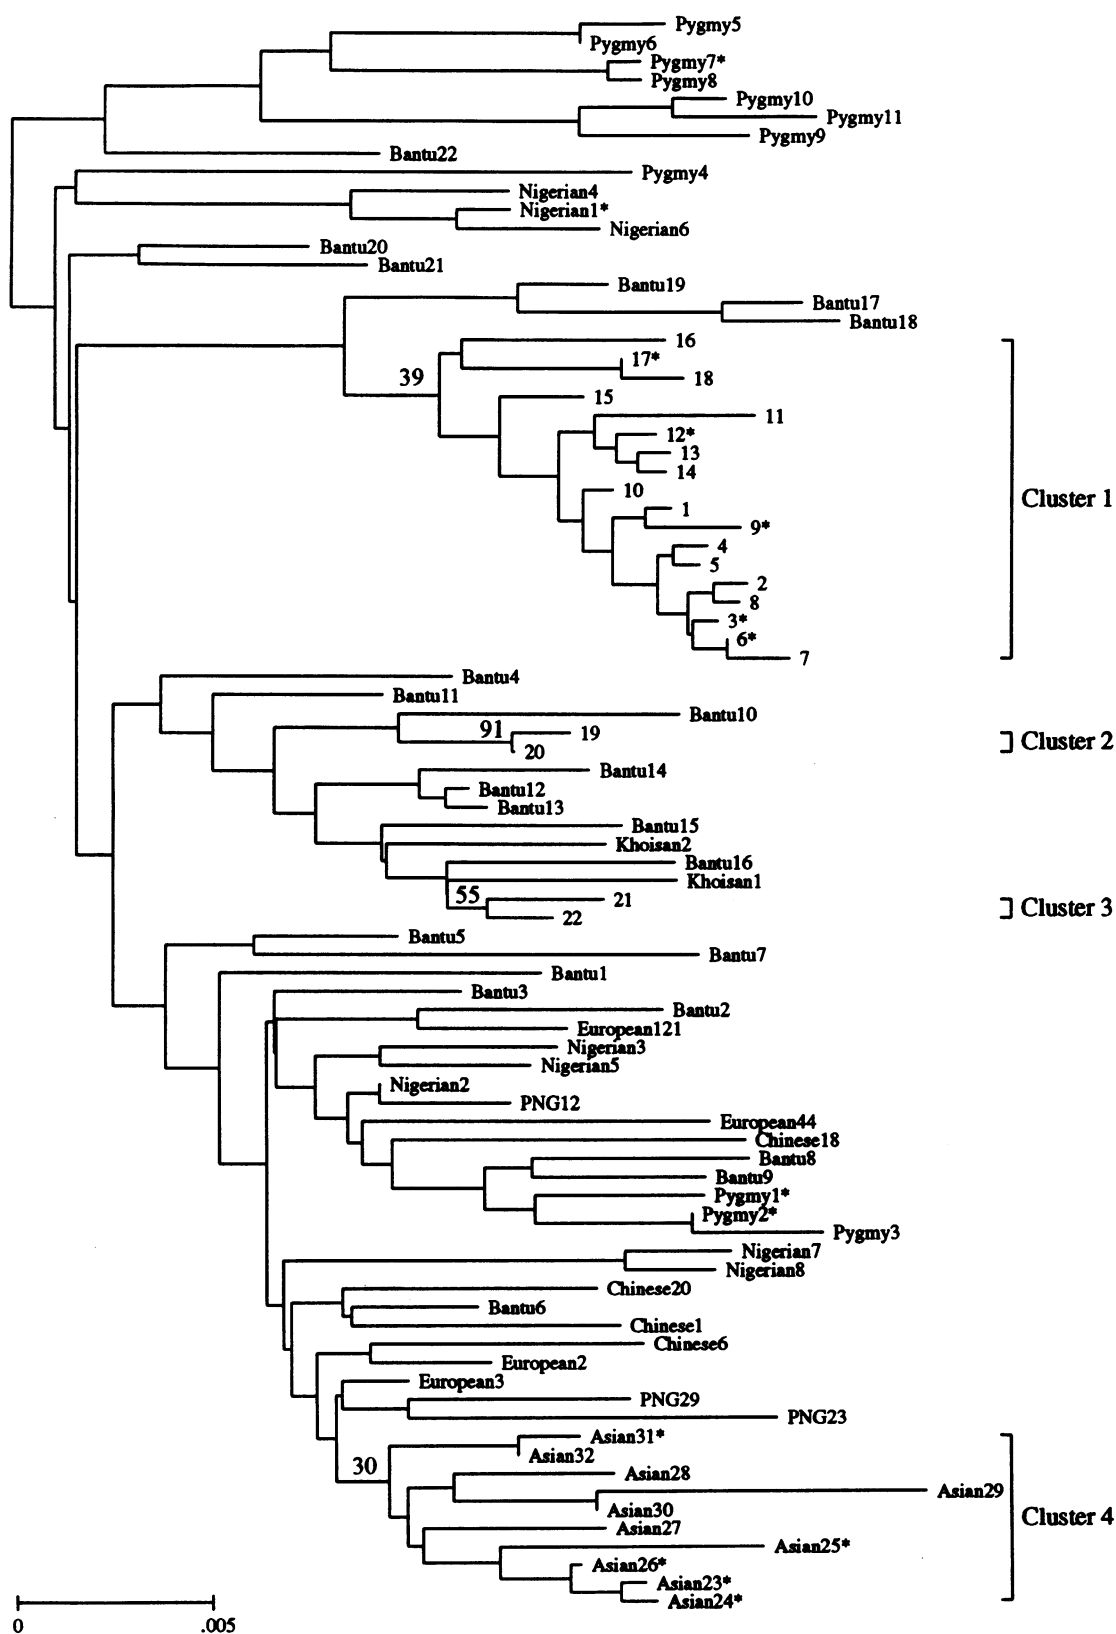 Pygmy5
Pygmy6
Pygmy7*
Pygmy8
Pygmy10
Pygmy11
Pygmy9
Bantu22
Pygmy4
Nigerian4
Nigerian1*
Nigerian6
Bantu20
Bantu21
Bantu19
Bantu17
Bantu18
16
17*
39
18
15
11
12*
13
14
10
Cluster 1
1
9*
4
5
2
8
3*
6*
7
Bantu4
Bantu11
Bantu10
91
19
Cluster 2
20
Bantu14
Bantu12
Bantu13
Bantu15
Khoisan2
Bantu16
Khoisan1
55
21
Cluster 3
22
Bantu5
Bantu7
Bantu1
Bantu3
Bantu2
European121
Nigerian3
Nigerian5
Nigerian2
PNG12
European44
Chinese18
Bantu8
Bantu9
Pygmy1*
Pygmy2*
Pygmy3
Nigerian7
Nigerian8
Chinese20
Bantu6
Chinese1
Chinese6
European2
European3
PNG29
PNG23
Asian31*
Asian32
30
Asian28
Asian29
Asian30
Cluster 4
Asian27
Asian25*
Asian26*
Asian23*
Asian24*
0 .005